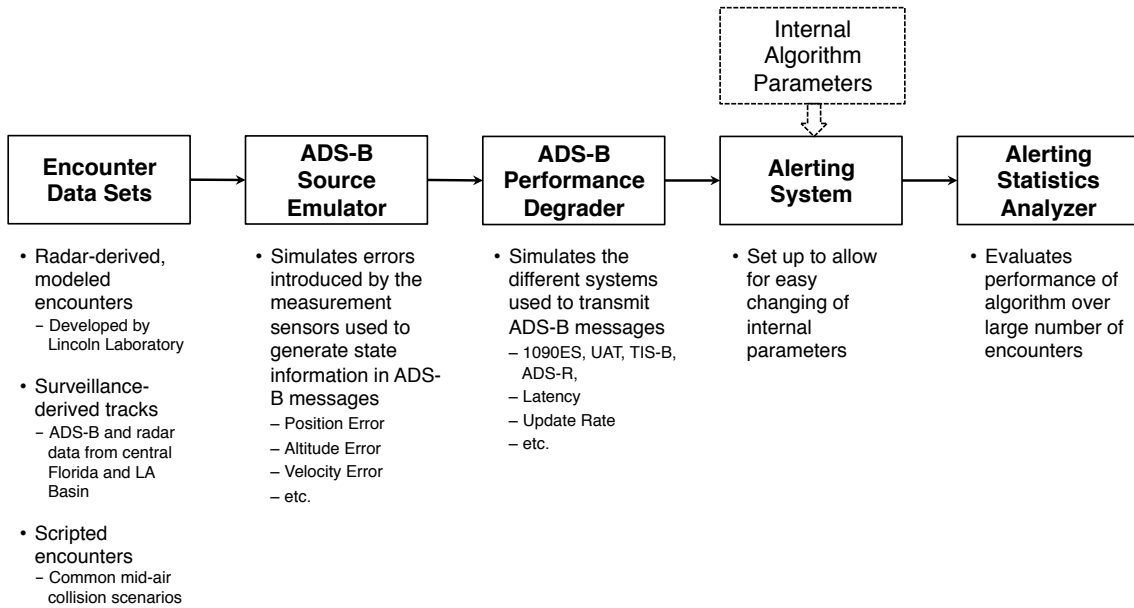 Internal
Algorithm
Parameters
Encounter
Data Sets
ADS-B
Source
Emulator
ADS-B
Performance
Degrader
Alerting
System
Alerting
Statistics
Analyzer
• Radar-derived,
modeled
encounters
– Developed by
Lincoln Laboratory
• Surveillance-
derived tracks
– ADS-B and radar
data from central
Florida and LA
Basin
• Scripted
encounters
– Common mid-air
collision scenarios
• Simulates errors
introduced by the
measurement
sensors used to
generate state
information in ADS-
B messages
– Position Error
– Altitude Error
– Velocity Error
– etc.
• Simulates the
different systems
used to transmit
ADS-B messages
– 1090ES, UAT, TIS-B,
ADS-R,
– Latency
– Update Rate
– etc.
• Set up to allow
for easy
changing of
internal
parameters
• Evaluates
performance of
algorithm over
large number of
encounters